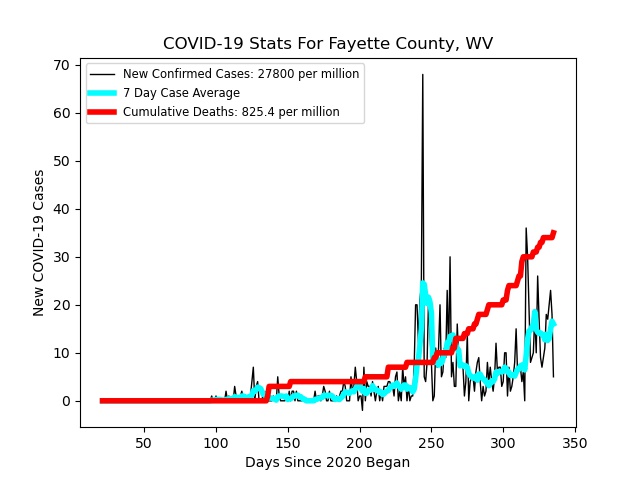 COVID-19 Stats For Fayette County, WV
New Confirmed Cases: 27800 per million
7 Day Case Average
Cumulative Deaths: 825.4 per million
New COVID-19 Cases
70
60
50
40
30
20
10
0
50 100 150 200 250 300 350
Days Since 2020 Began